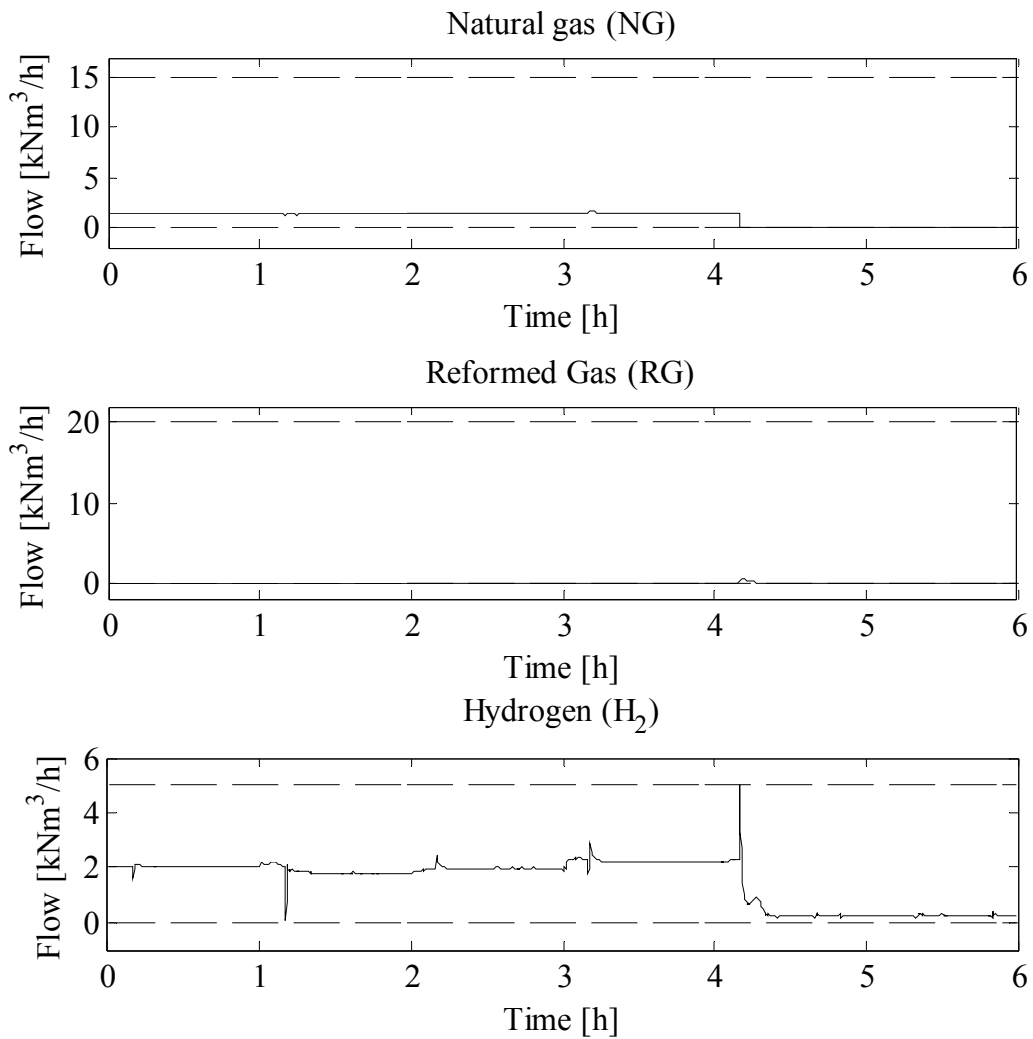 Natural gas (NG)
Flow [kNm³/h]
15
10
5
0
0 1 2 3 4 5 6
Time [h]
Reformed Gas (RG)
Flow [kNm³/h]
20
10
0
0 1 2 3 4 5 6
Time [h]
Hydrogen (H₂)
Flow [kNm³/h]
6
4
2
0
0 1 2 3 4 5 6
Time [h]